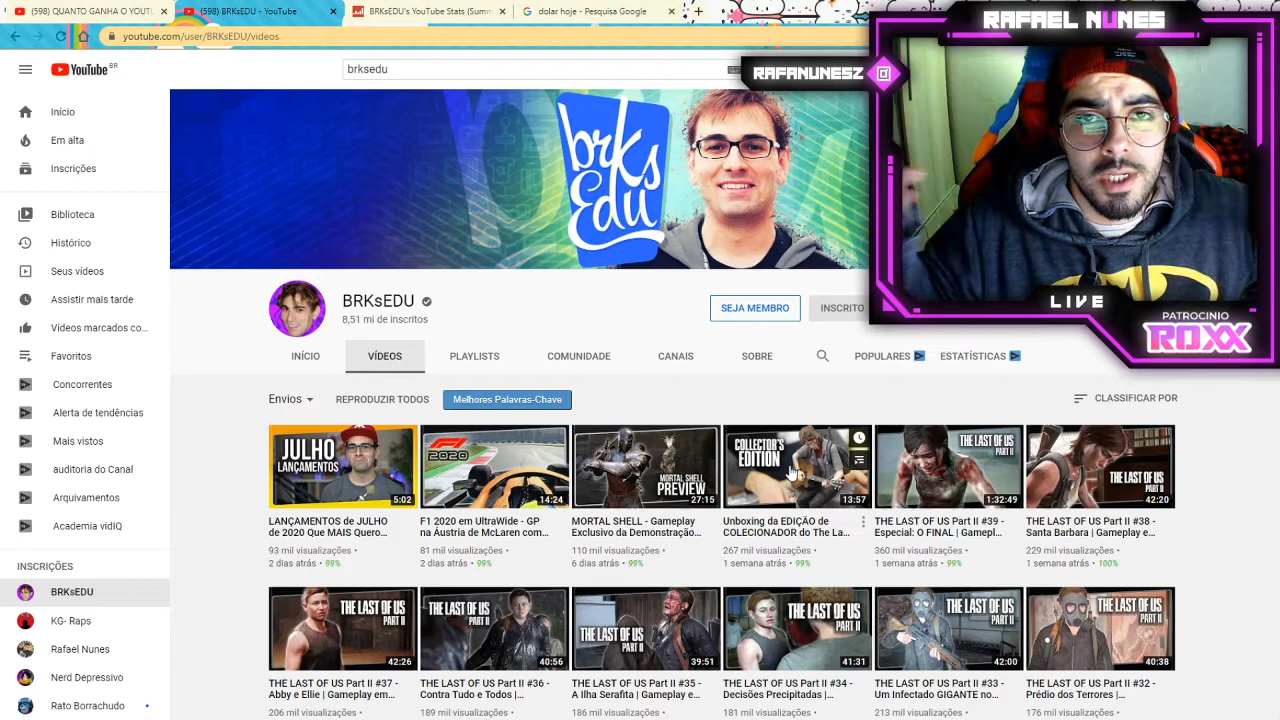 (598) QUANTO GANHA O YOUT
(598) BRKsEDU - YouTube
BRKsEDU's YouTube Stats (Summ
dolar hoje - Pesquisa Google
RAFAEL NUNES
youtube.com/user/BRKsEDU/videos
YouTube BR
brksedu
RAFANUNESZ
Início
Em alta
Inscrições
Biblioteca
Histórico
Seus vídeos
Assistir mais tarde
Vídeos marcados co...
Favoritos
Concorrentes
Alerta de tendências
Mais vistos
auditoria do Canal
Arquivamentos
Academia vidIQ
INSCRIÇÕES
BRKsEDU
KG- Raps
Rafael Nunes
Nerd Depressivo
Rato Borrachudo
brks
Edu
BRKsEDU
8,51 mi de inscritos
SEJA MEMBRO
INSCRITO
LIVE
PATROCINIO
ROXX
INÍCIO
VÍDEOS
PLAYLISTS
COMUNIDADE
CANAIS
SOBRE
POPULARES
ESTATÍSTICAS
Envios
REPRODUZIR TODOS
Melhores Palavras-Chave
CLASSIFICAR POR
JULHO
LANÇAMENTOS
5:02
LANÇAMENTOS de JULHO
de 2020 Que MAIS Quero...
93 mil visualizações
2 dias atrás 99%
F1 2020
14:24
F1 2020 em UltraWide - GP
na Áustria de McLaren com...
81 mil visualizações
2 dias atrás 99%
MORTAL SHELL
PREVIEW
27:15
MORTAL SHELL - Gameplay
Exclusivo da Demonstração...
110 mil visualizações
6 dias atrás 99%
COLLECTOR'S
EDITION
13:57
Unboxing da EDIÇÃO de
COLECIONADOR do The La...
267 mil visualizações
1 semana atrás 99%
THE LAST OF US
PART II
1:32:49
THE LAST OF US Part II #39 -
Especial: O FINAL | Gamepl...
360 mil visualizações
1 semana atrás 99%
THE LAST OF US
PART II
42:20
THE LAST OF US Part II #38 -
Santa Barbara | Gameplay e...
229 mil visualizações
1 semana atrás 100%
THE LAST OF US
PART II
42:26
THE LAST OF US Part II #37 -
Abby e Ellie | Gameplay em...
206 mil visualizações
THE LAST OF US
PART II
40:56
THE LAST OF US Part II #36 -
Contra Tudo e Todos |...
189 mil visualizações
THE LAST OF US
PART II
39:51
THE LAST OF US Part II #35 -
A Ilha Serafita | Gameplay e...
186 mil visualizações
THE LAST OF US
PART II
41:31
THE LAST OF US Part II #34 -
Decisões Precipitadas |...
181 mil visualizações
THE LAST OF US
PART II
42:00
THE LAST OF US Part II #33 -
Um Infectado GIGANTE no...
213 mil visualizações
THE LAST OF US
PART II
40:38
THE LAST OF US Part II #32 -
Prédio dos Terrores |...
176 mil visualizações